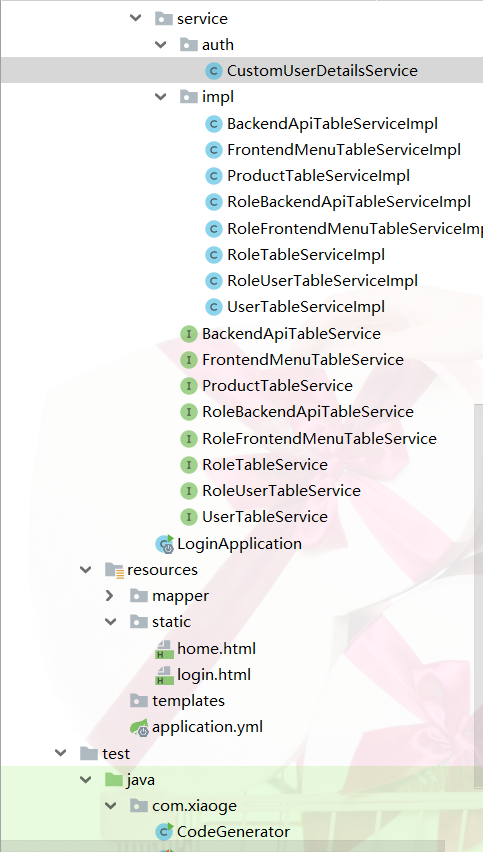 service
auth
CustomUserDetailsService
impl
BackendApiTableServiceImpl
FrontendMenuTableServiceImpl
ProductTableServiceImpl
RoleBackendApiTableServiceImpl
RoleFrontendMenuTableServiceImp
RoleTableServiceImpl
RoleUserTableServiceImpl
UserTableServiceImpl
BackendApiTableService
FrontendMenuTableService
ProductTableService
RoleBackendApiTableService
RoleFrontendMenuTableService
RoleTableService
RoleUserTableService
UserTableService
LoginApplication
resources
mapper
static
home.html
login.html
templates
application.yml
test
java
com.xiaoge
CodeGenerator